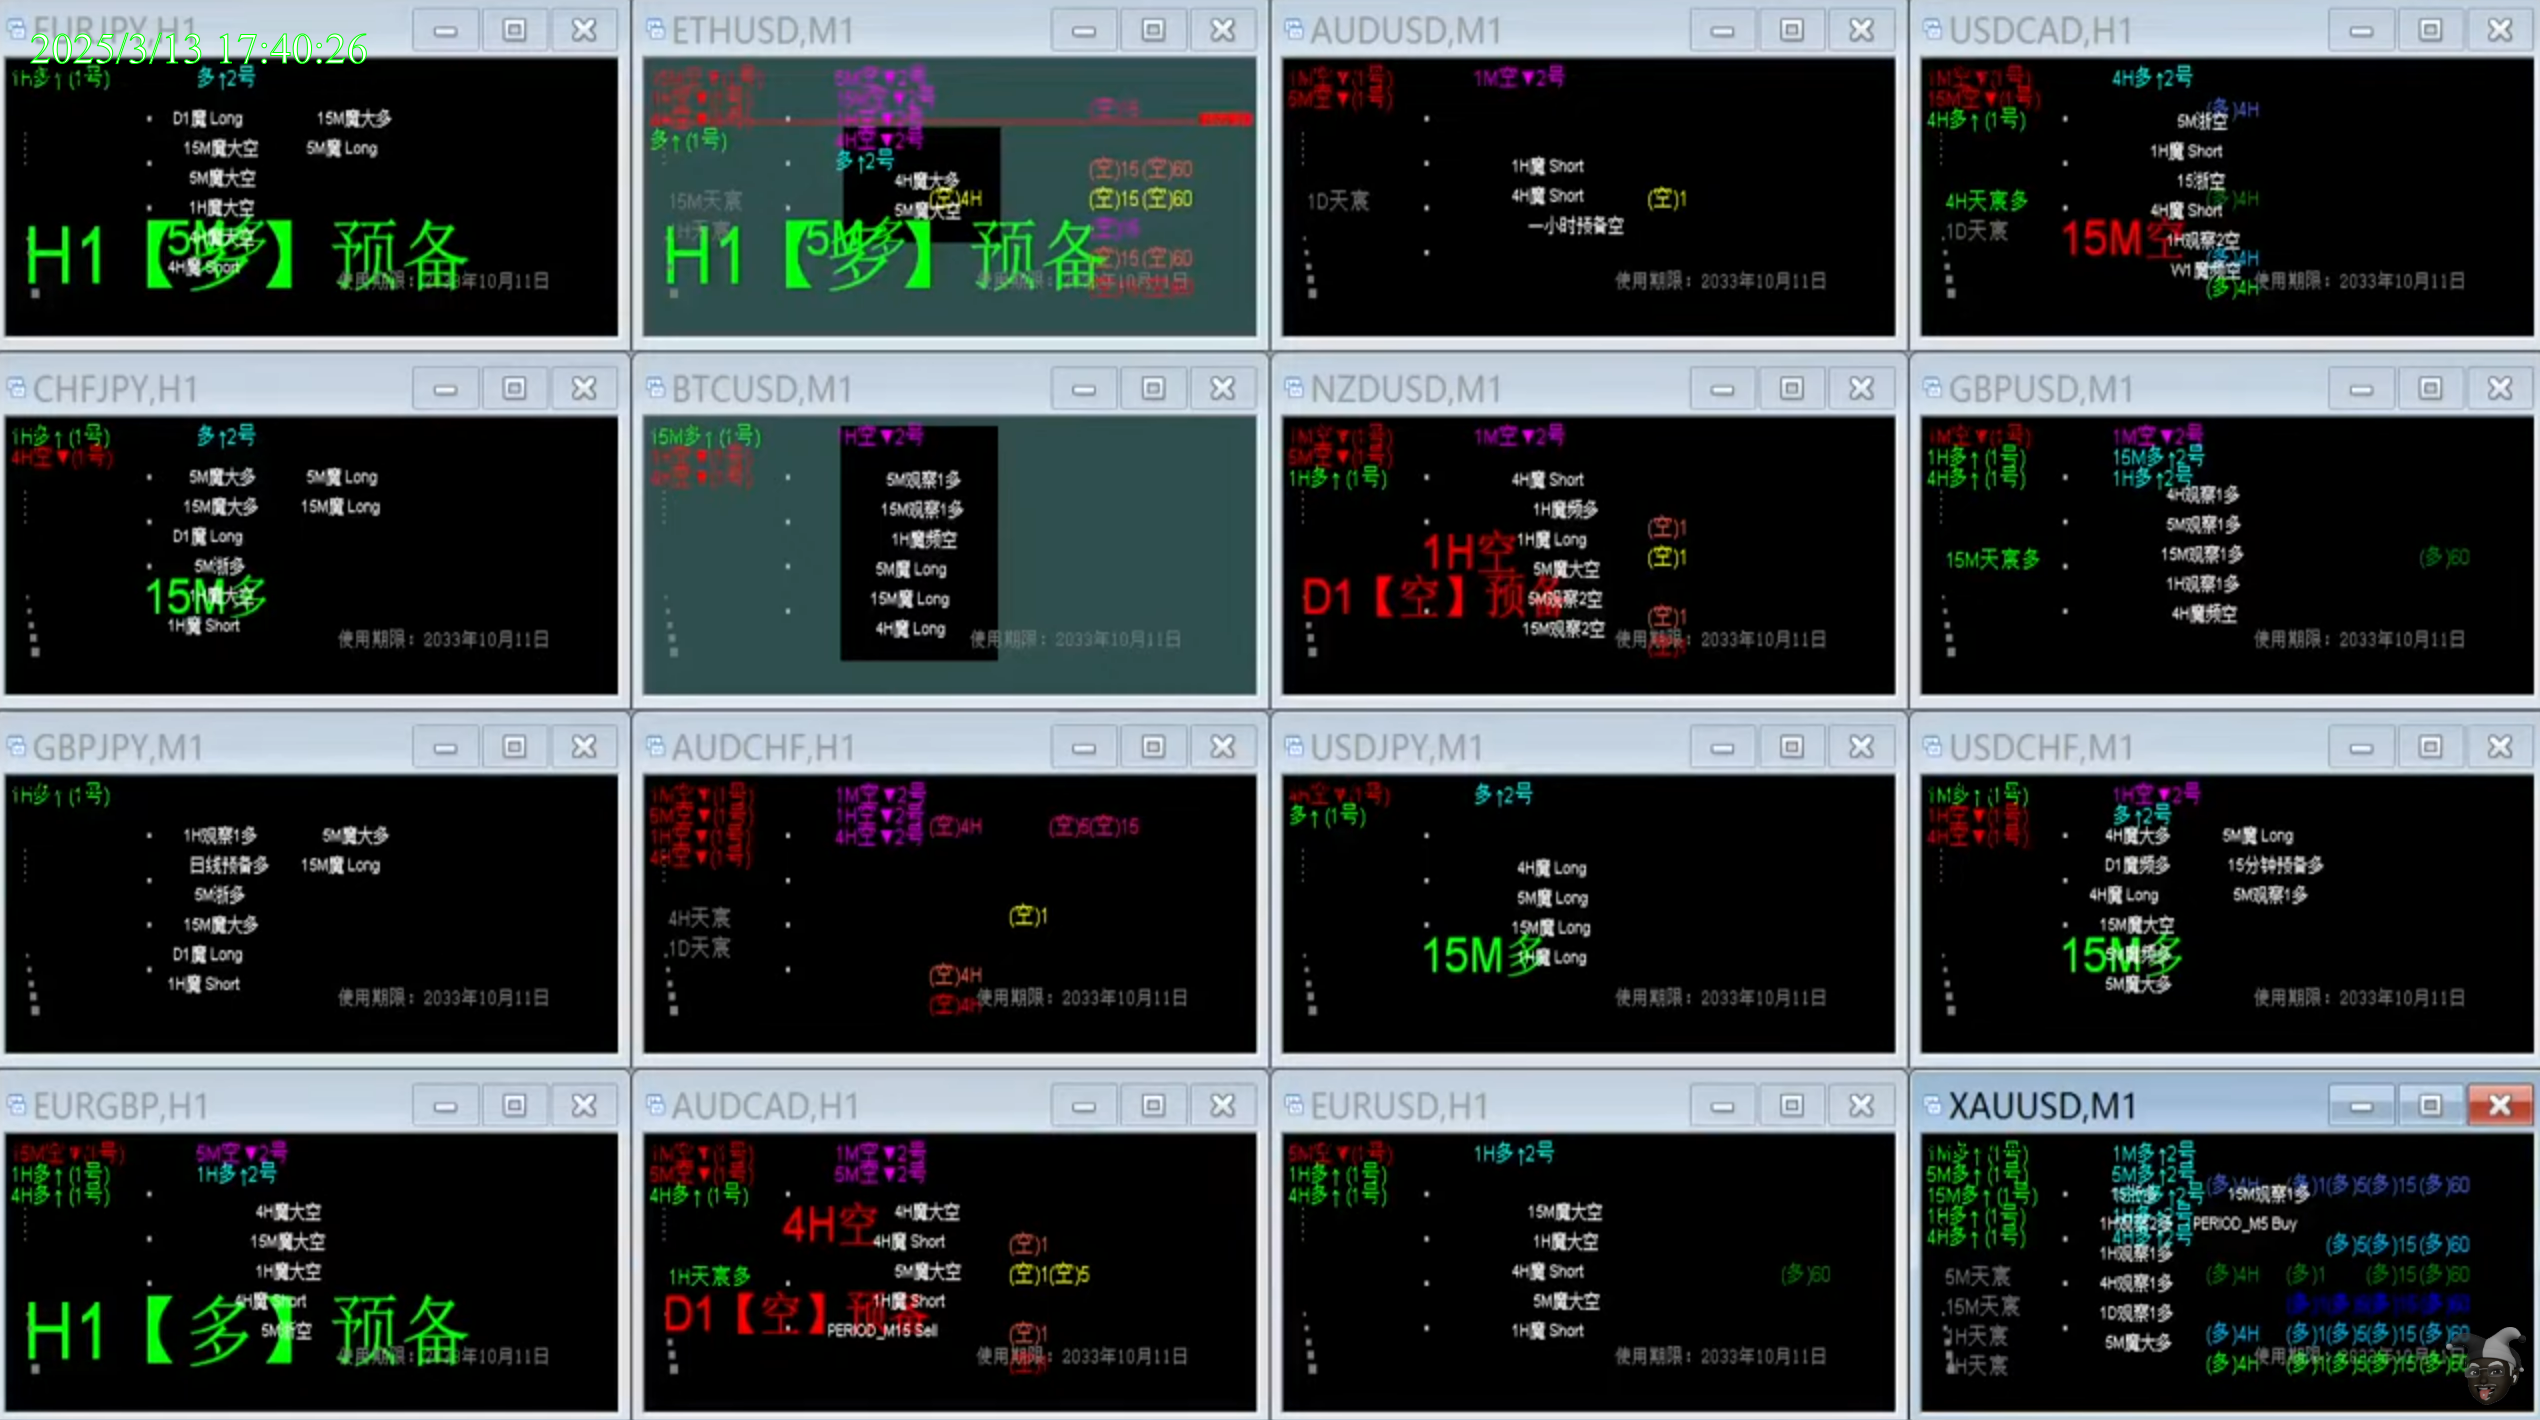 EURJPY,H1
2025/3/13 17:40:26
1H多↑(1号) 多↑2号
D1魔 Long 15M魔大多
15M魔大空 5M魔 Long
5M魔大空
1H魔大空
4H魔大空
H1【多】预备
4H魔 Short
使用期限：2033年10月11日
ETHUSD,M1
5M空▼2号
4H空▼2号
多↑(1号)
多↑2号
(空)15(空)60
4H魔大多
15M天宸
(空)4H
(空)15(空)60
5M魔大空
H1【多】预备
(空)15(空)60
AUDUSD,M1
1M空▼(1号) 1M空▼2号
5M空▼(1号)
1H魔 Short
1D天宸 4H魔 Short (空)1
一小时预备空
使用期限：2033年10月11日
USDCAD,H1
1M空▼(1号) 4H多↑2号
15M空▼(1号) (多)4H
4H多↑(1号) 5M浙空
1H魔 Short
15浙空
4H天宸多 (多)4H
4H魔 Short
1D天宸 15M空 1H观察2空
(多)4H
W1魔频空
(多)4H
使用期限：2033年10月11日
CHFJPY,H1
1H多↑(1号) 多↑2号
4H空▼(1号)
5M魔大多 5M魔 Long
15M魔大多 15M魔 Long
D1魔 Long
5M浙多
15M多
1H魔大空
1H魔 Short
使用期限：2033年10月11日
BTCUSD,M1
15M多↑(1号) 1H空▼2号
1H空▼(1号)
4H空▼(1号)
5M观察1多
15M观察1多
1H魔频空
5M魔 Long
15M魔 Long
4H魔 Long
使用期限：2033年10月11日
NZDUSD,M1
1M空▼(1号) 1M空▼2号
5M空▼(1号)
1H多↑(1号) 4H魔 Short
1H魔频多
(空)1
1H空 1H魔 Long
(空)1
5M魔大空
D1【空】预备
5M观察2空
(空)1
15M观察2空
使用期限：2033年10月11日
(空)1
GBPUSD,M1
1M空▼(1号) 1M空▼2号
1H多↑(1号) 15M多↑2号
4H多↑(1号) 1H多↑2号
4H观察1多
5M观察1多
15M天宸多 15M观察1多 (多)60
1H观察1多
4H魔频空
使用期限：2033年10月11日
GBPJPY,M1
1H多↑(1号)
1H观察1多 5M魔大多
日线预备多 15M魔 Long
5M浙多
15M魔大多
D1魔 Long
1H魔 Short
使用期限：2033年10月11日
AUDCHF,H1
1M空▼(1号) 1M空▼2号
5M空▼(1号) 1H空▼2号
1H空▼(1号) 4H空▼2号 (空)4H (空)5(空)15
4H空▼(1号)
4H天宸 (空)1
1D天宸
(空)4H
(空)4H
使用期限：2033年10月11日
USDJPY,M1
4H空▼(1号) 多↑2号
多↑(1号)
4H魔 Long
5M魔 Long
15M魔 Long
15M多 1H魔 Long
使用期限：2033年10月11日
USDCHF,M1
1M多↑(1号) 1H空▼2号
1H空▼(1号) 多↑2号
4H空▼(1号) 4H魔大多 5M魔 Long
D1魔频多 15分钟预备多
4H魔 Long 5M观察1多
15M魔大空
15M多
5M魔频多
5M魔大多
使用期限：2033年10月11日
EURGBP,H1
15M空▼(1号) 5M空▼2号
1H多↑(1号) 1H多↑2号
4H多↑(1号)
4H魔大空
15M魔大空
1H魔大空
4H魔 Short
H1【多】预备
5M浙空
使用期限：2033年10月11日
AUDCAD,H1
1M空▼(1号) 1M空▼2号
5M空▼(1号) 5M空▼2号
4H多↑(1号)
4H空 4H魔大空
4H魔 Short (空)1
1H天宸多 5M魔大空 (空)1(空)5
D1【空】预备
1H魔 Short
PERIOD_M15 Sell (空)1
使用期限：2033年10月11日
EURUSD,H1
5M空▼(1号) 1H多↑2号
1H多↑(1号)
4H多↑(1号)
15M魔大空
1H魔大空
4H魔 Short (多)60
5M魔大空
1H魔 Short
使用期限：2033年10月11日
XAUUSD,M1
1M多↑(1号) 1M多↑2号
5M多↑(1号) 5M多↑2号
15M多↑(1号) 15M观察1多 (多)4H (多)1(多)5(多)15(多)60
1H多↑(1号) 1H观察2多 PERIOD_M5 Buy
4H多↑(1号) 4H多↑2号 (多)5(多)15(多)60
1H观察1多
5M天宸 4H观察1多 (多)4H (多)1 (多)15(多)60
15M天宸 1D观察1多 (多)1(多)5(多)15(多)60
1H天宸 5M魔大多 (多)4H (多)1(多)5(多)15(多)60
4H天宸 (多)4H (多)1(多)5(多)15(多)60